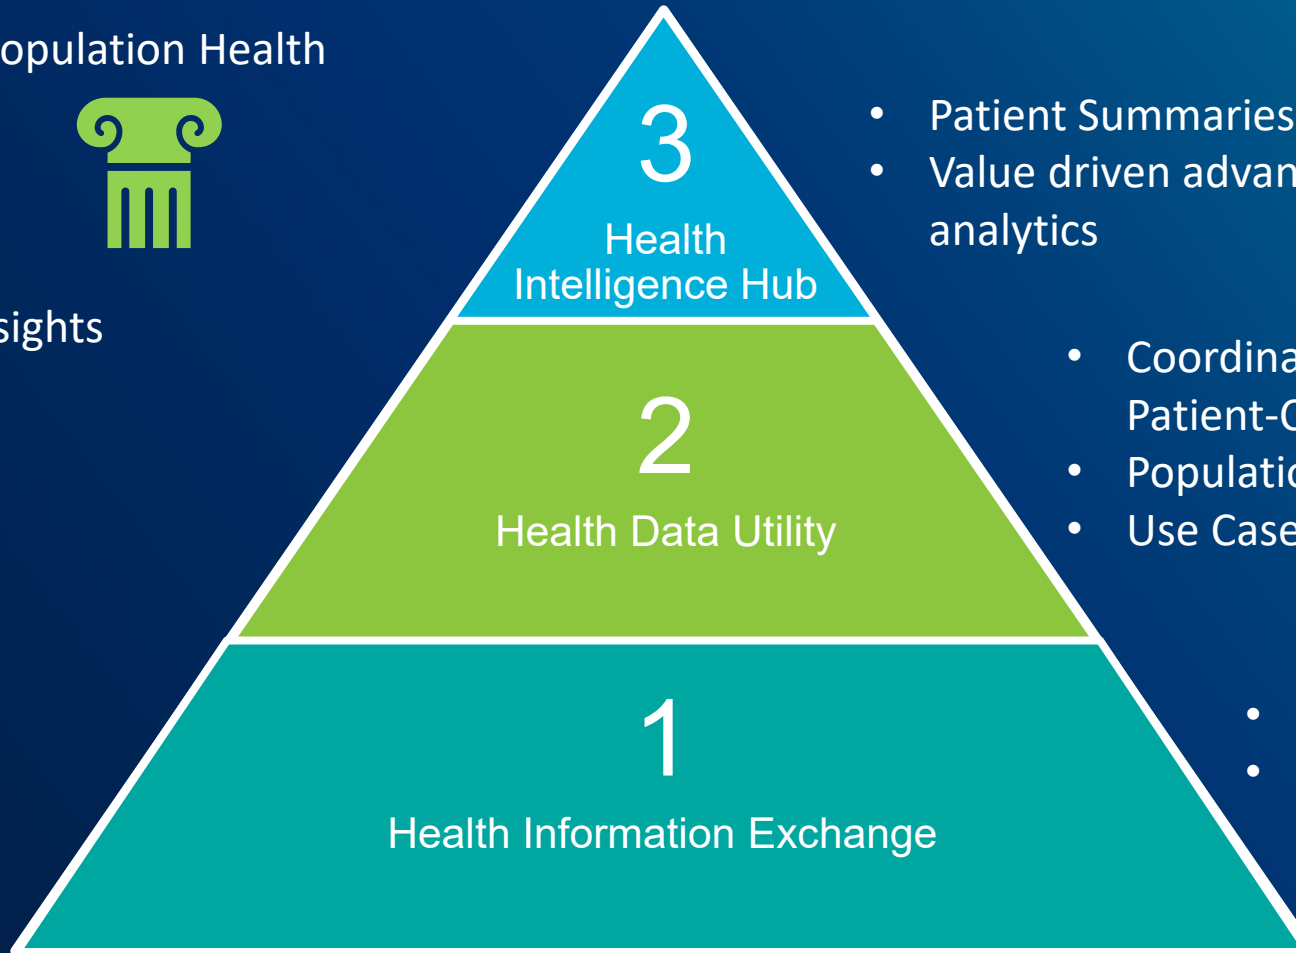 opulation Health
sights
3
Health
Intelligence Hub
• Patient Summaries
• Value driven advan
analytics
2
Health Data Utility
• Coordina
Patient-
• Populatio
• Use Case
1
Health Information Exchange
•
•